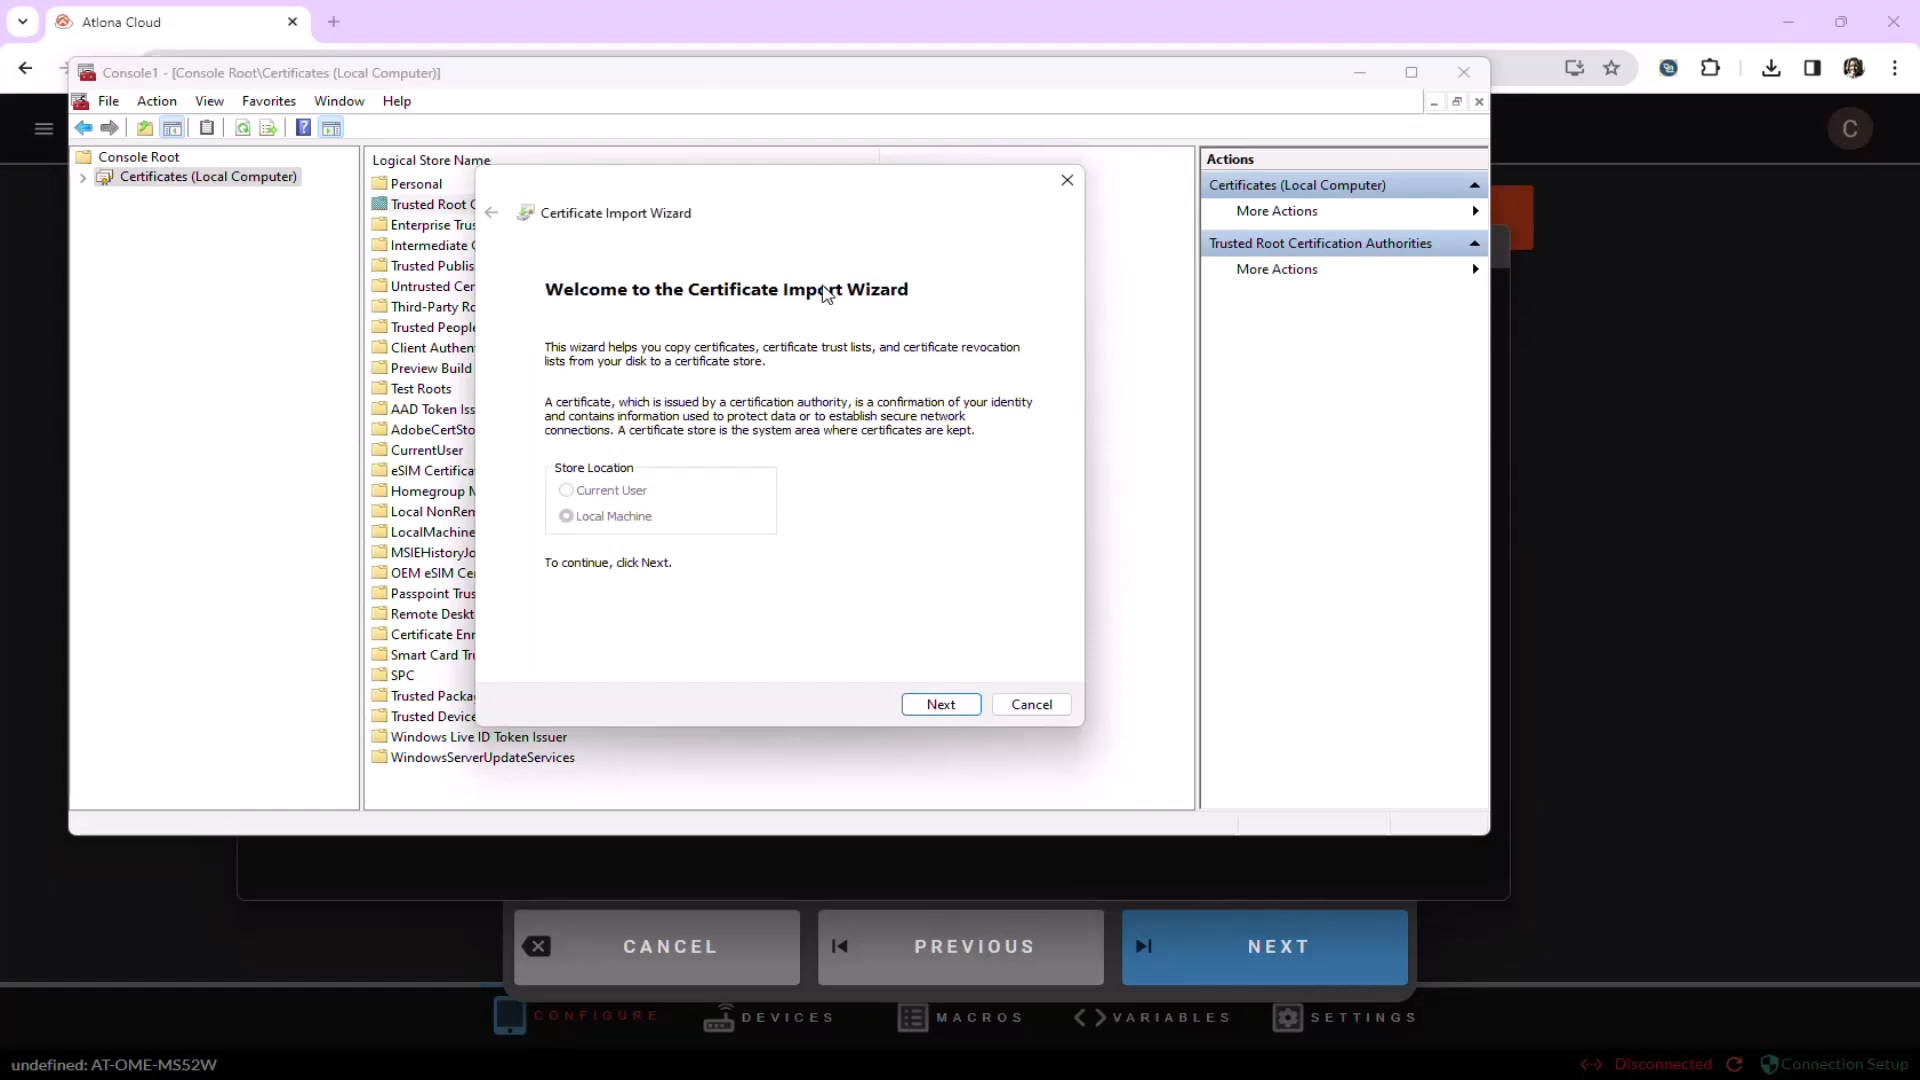 Atlona Cloud
Console1 - [Console Root\Certificates (Local Computer)]
File Action View Favorites Window Help
C
Console Root
Certificates (Local Computer)
Logical Store Name
Personal
Trusted Root C
Enterprise Trus
Intermediate C
Trusted Publis
Untrusted Cer
Third-Party Ro
Trusted People
Client Authen
Preview Build
Test Roots
AAD Token Iss
AdobeCertSto
CurrentUser
eSIM Certifica
Homegroup M
Local NonRem
LocalMachine
MSIEHistoryJo
OEM eSIM Ce
Passpoint Trus
Remote Deskt
Certificate Enr
Smart Card Tru
SPC
Trusted Packa
Trusted Device
Windows Live ID Token Issuer
WindowsServerUpdateServices
Certificate Import Wizard
Welcome to the Certificate Import Wizard
This wizard helps you copy certificates, certificate trust lists, and certificate revocation
lists from your disk to a certificate store.
A certificate, which is issued by a certification authority, is a confirmation of your identity
and contains information used to protect data or to establish secure network
connections. A certificate store is the system area where certificates are kept.
Store Location
Current User
Local Machine
To continue, click Next.
Next Cancel
Actions
Certificates (Local Computer)
More Actions
Trusted Root Certification Authorities
More Actions
CANCEL PREVIOUS NEXT
CONFIGURE DEVICES MACROS VARIABLES SETTINGS
undefined: AT-OME-MS52W
Disconnected Connection Setup